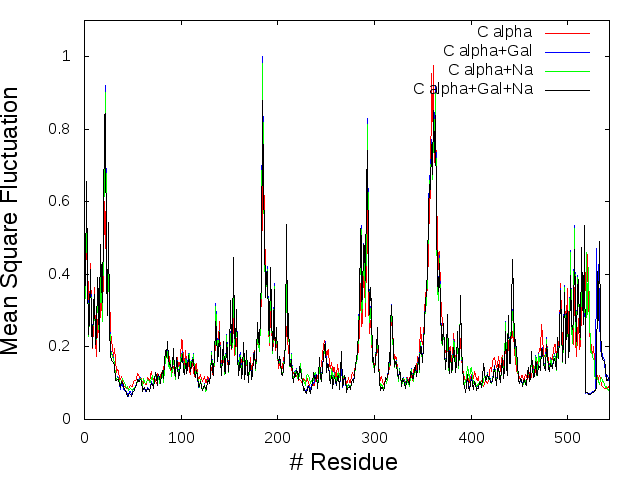 C alpha
C alpha+Gal
C alpha+Na
C alpha+Gal+Na
1
0.8
0.6
0.4
0.2
0
Mean Square Fluctuation
0 100 200 300 400 500
# Residue